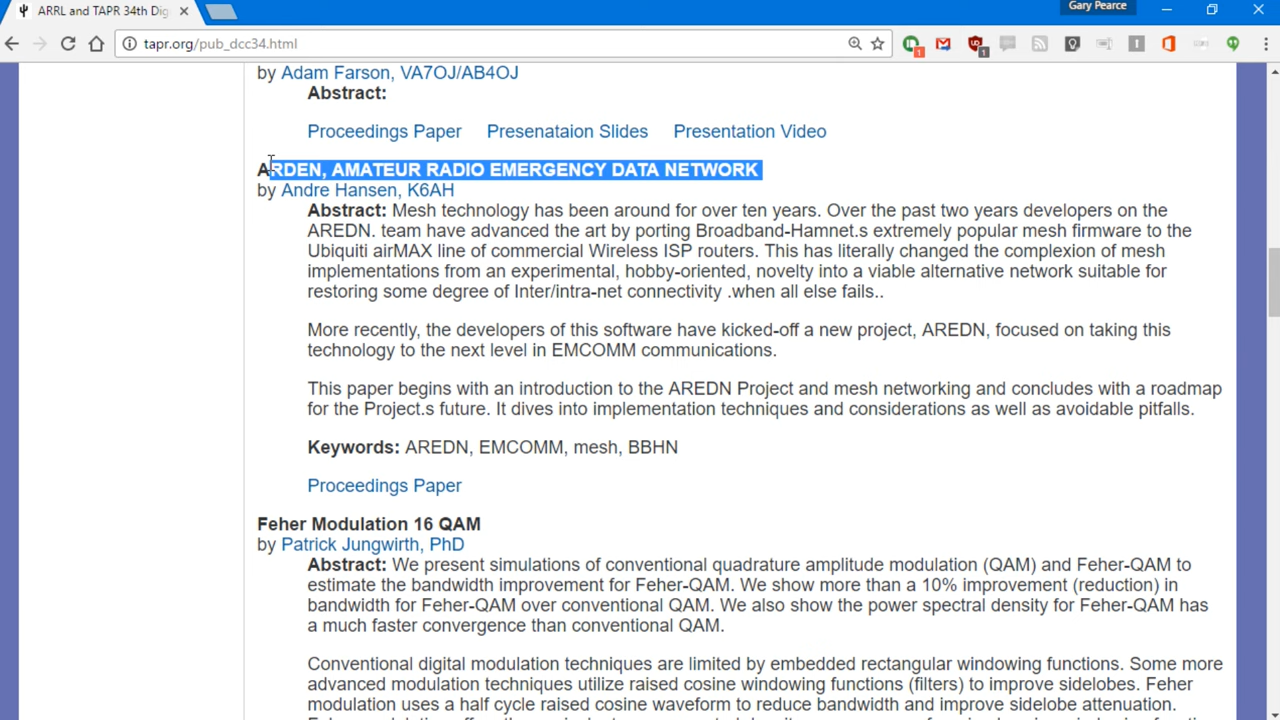 ARRL and TAPR 34th Dig
Gary Pearce
tapr.org/pub_dcc34.html
by Adam Farson, VA7OJ/AB4OJ
Abstract:
Proceedings Paper Presenataion Slides Presentation Video
ARDEN, AMATEUR RADIO EMERGENCY DATA NETWORK
by Andre Hansen, K6AH
Abstract: Mesh technology has been around for over ten years. Over the past two years developers on the
AREDN. team have advanced the art by porting Broadband-Hamnet.s extremely popular mesh firmware to the
Ubiquiti airMAX line of commercial Wireless ISP routers. This has literally changed the complexion of mesh
implementations from an experimental, hobby-oriented, novelty into a viable alternative network suitable for
restoring some degree of Inter/intra-net connectivity .when all else fails..
More recently, the developers of this software have kicked-off a new project, AREDN, focused on taking this
technology to the next level in EMCOMM communications.
This paper begins with an introduction to the AREDN Project and mesh networking and concludes with a roadmap
for the Project.s future. It dives into implementation techniques and considerations as well as avoidable pitfalls.
Keywords: AREDN, EMCOMM, mesh, BBHN
Proceedings Paper
Feher Modulation 16 QAM
by Patrick Jungwirth, PhD
Abstract: We present simulations of conventional quadrature amplitude modulation (QAM) and Feher-QAM to
estimate the bandwidth improvement for Feher-QAM. We show more than a 10% improvement (reduction) in
bandwidth for Feher-QAM over conventional QAM. We also show the power spectral density for Feher-QAM has
a much faster convergence than conventional QAM.
Conventional digital modulation techniques are limited by embedded rectangular windowing functions. Some more
advanced modulation techniques utilize raised cosine windowing functions (filters) to improve sidelobes. Feher
modulation uses a half cycle raised cosine waveform to reduce bandwidth and improve sidelobe attenuation.